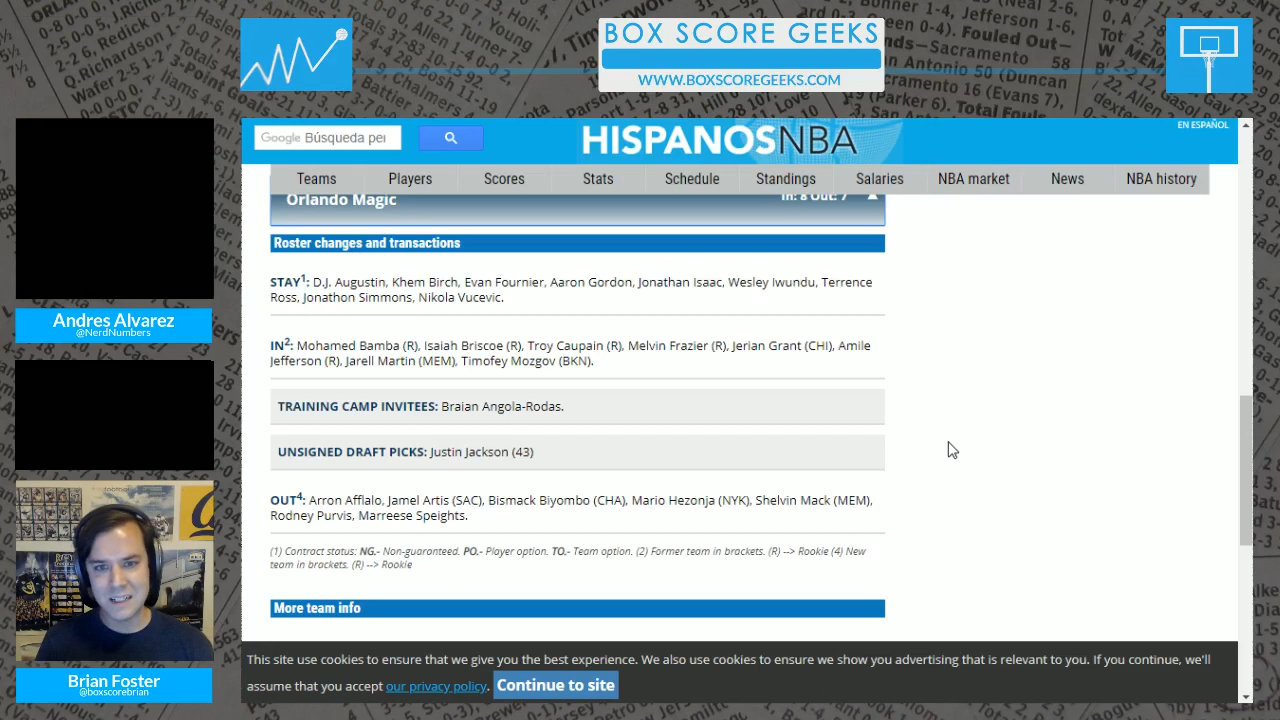 BOX SCORE GEEKS
WWW.BOXSCOREGEEKS.COM
Google Búsqueda per
HISPANOSNBA
EN ESPAÑOL
Teams Players Scores Stats Schedule Standings Salaries NBA market News NBA history
Orlando Magic In: 8 Out: 7
Roster changes and transactions
STAY1: D.J. Augustin, Khem Birch, Evan Fournier, Aaron Gordon, Jonathan Isaac, Wesley Iwundu, Terrence
Ross, Jonathon Simmons, Nikola Vucevic.
IN2: Mohamed Bamba (R), Isaiah Briscoe (R), Troy Caupain (R), Melvin Frazier (R), Jerian Grant (CHI), Amile
Jefferson (R), Jarell Martin (MEM), Timofey Mozgov (BKN).
TRAINING CAMP INVITEES: Braian Angola-Rodas.
UNSIGNED DRAFT PICKS: Justin Jackson (43)
OUT4: Arron Afflalo, Jamel Artis (SAC), Bismack Biyombo (CHA), Mario Hezonja (NYK), Shelvin Mack (MEM),
Rodney Purvis, Marreese Speights.
(1) Contract status: NG.- Non-guaranteed. PO.- Player option. TO.- Team option. (2) Former team in brackets. (R) --> Rookie (4) New
team in brackets. (R) --> Rookie
More team info
This site use cookies to ensure that we give you the best experience. We also use cookies to ensure we show you advertising that is relevant to you. If you continue, we'll
assume that you accept our privacy policy. Continue to site
Andres Alvarez
@NerdNumbers
Brian Foster
@boxscorebrian